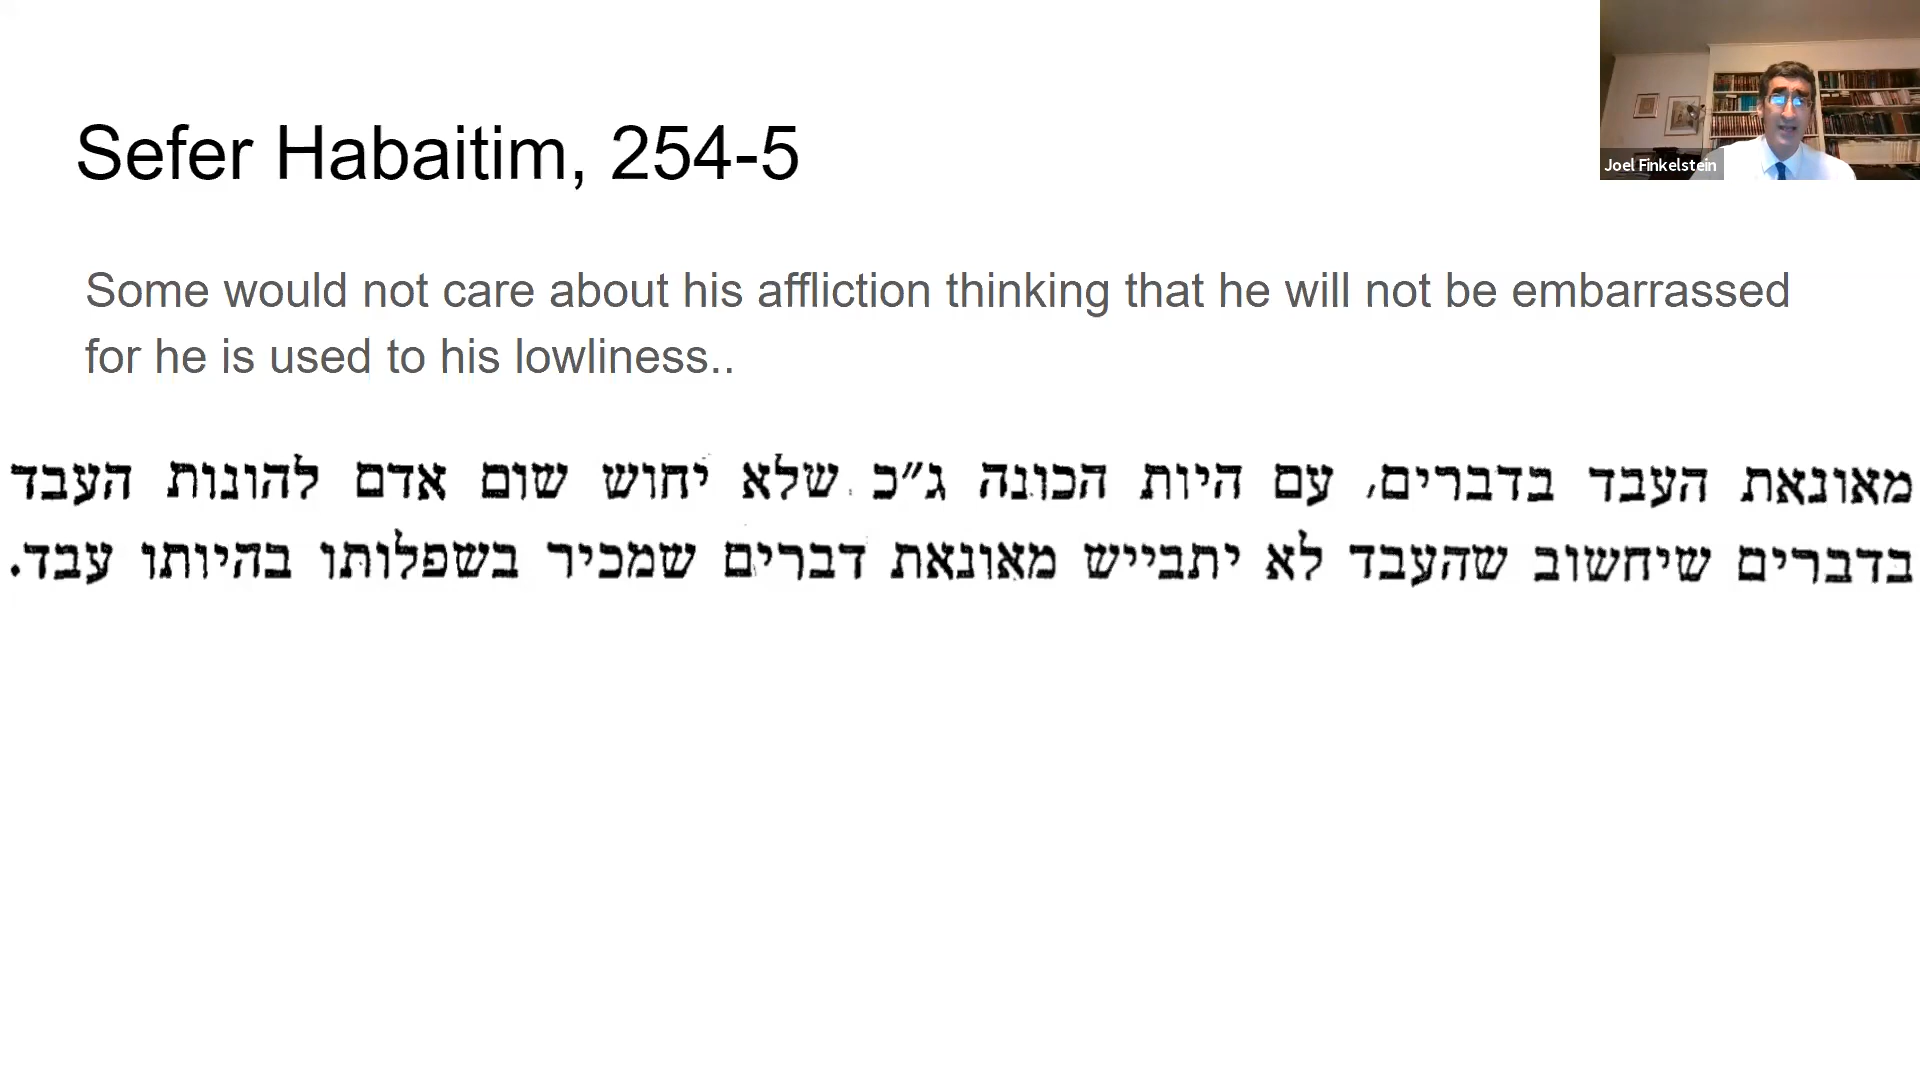 Sefer Habaitim, 254-5
Joel Finkelstein
Some would not care about his affliction thinking that he will not be embarrassed
for he is used to his lowliness..
מאונאת העבד בדברים, עם היות הכונה ג״כ שלא יחוש שום אדם להונות העבד
בדברים שיחשוב שהעבד לא יתבייש מאונאת דברים שמכיר בשפלותו בהיותו עבד.